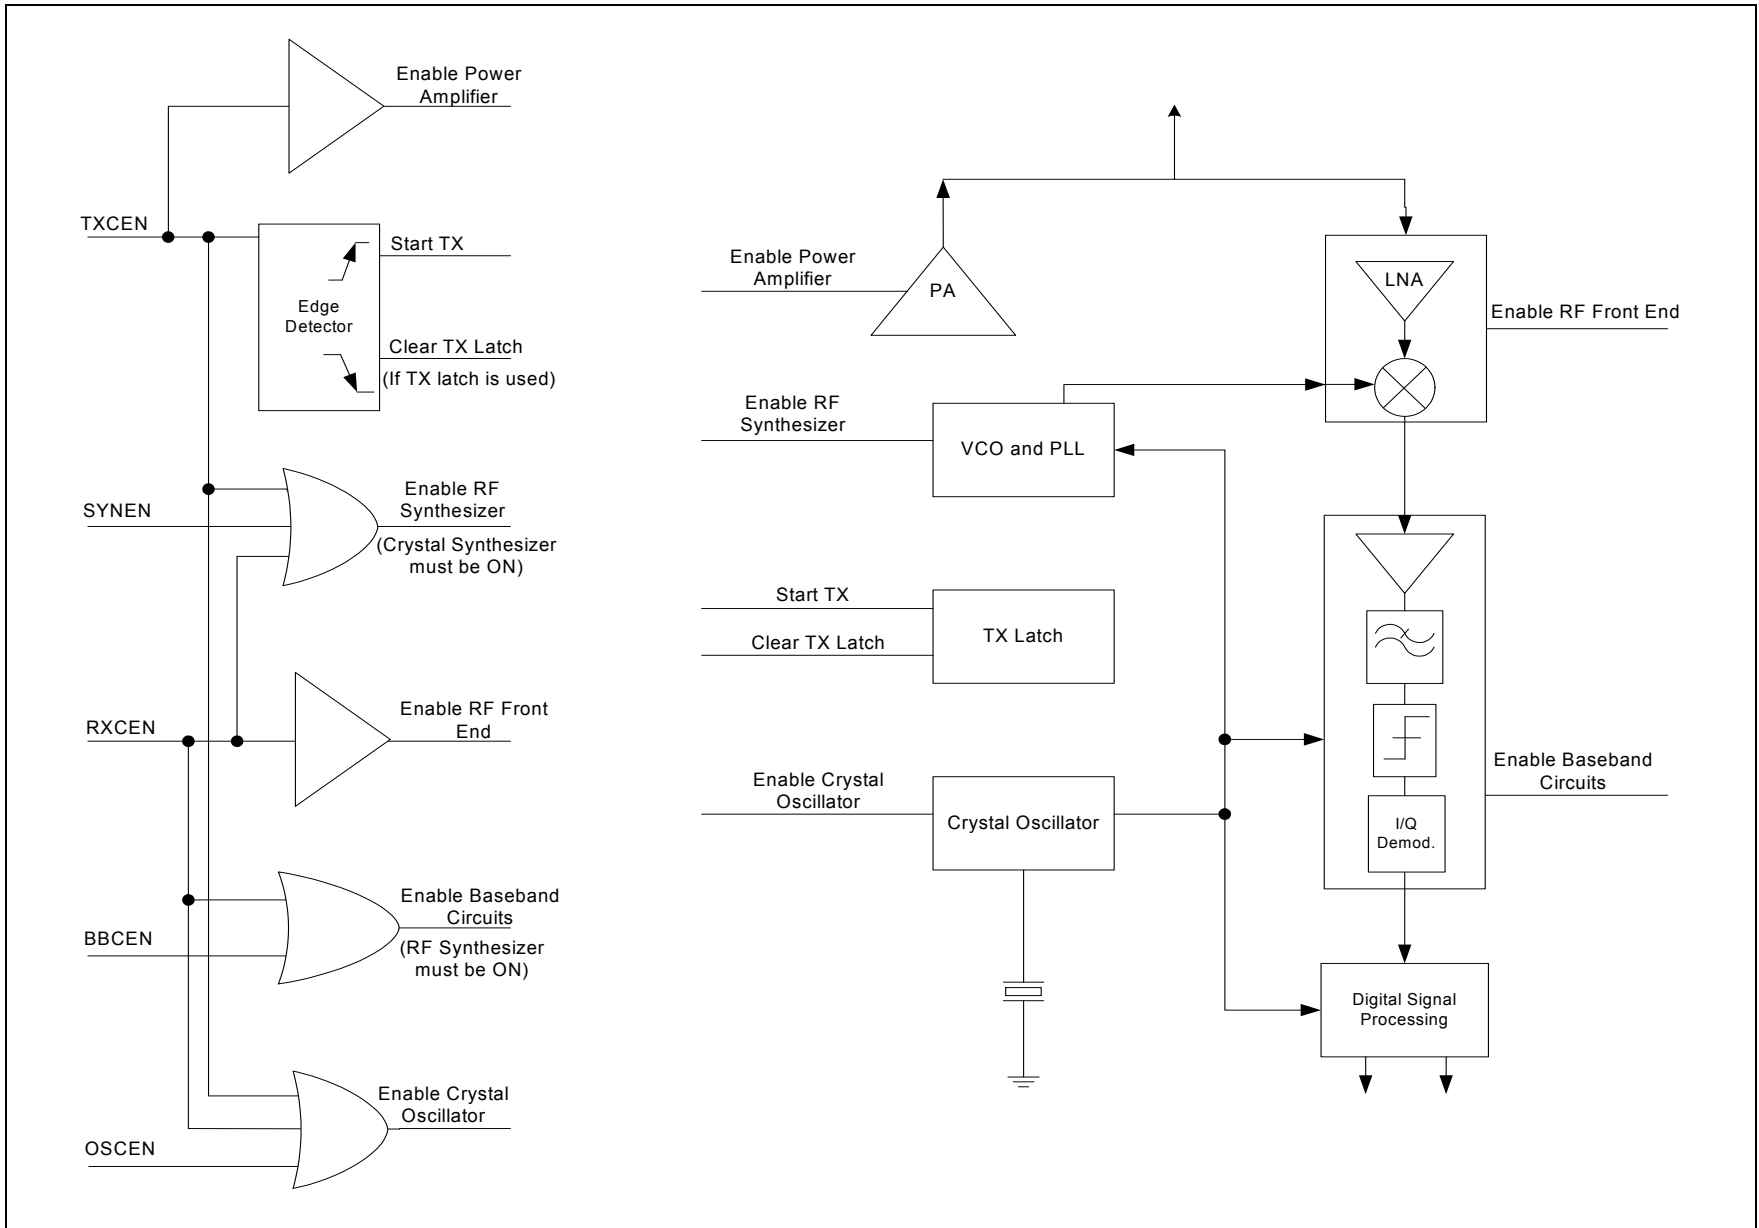 Enable Power
Amplifier
TXCEN
Start TX
Edge
Detector
Clear TX Latch
(If TX latch is used)
SYNEN
Enable RF
Synthesizer
(Crystal Synthesizer
must be ON)
RXCEN
Enable RF Front
End
BBCEN
Enable Baseband
Circuits
(RF Synthesizer
must be ON)
OSCEN
Enable Crystal
Oscillator
Enable Power
Amplifier
PA
LNA
Enable RF Front End
Enable RF
Synthesizer
VCO and PLL
Start TX
Clear TX Latch
TX Latch
Enable Crystal
Oscillator
Crystal Oscillator
I/Q
Demod.
Enable Baseband
Circuits
Digital Signal
Processing